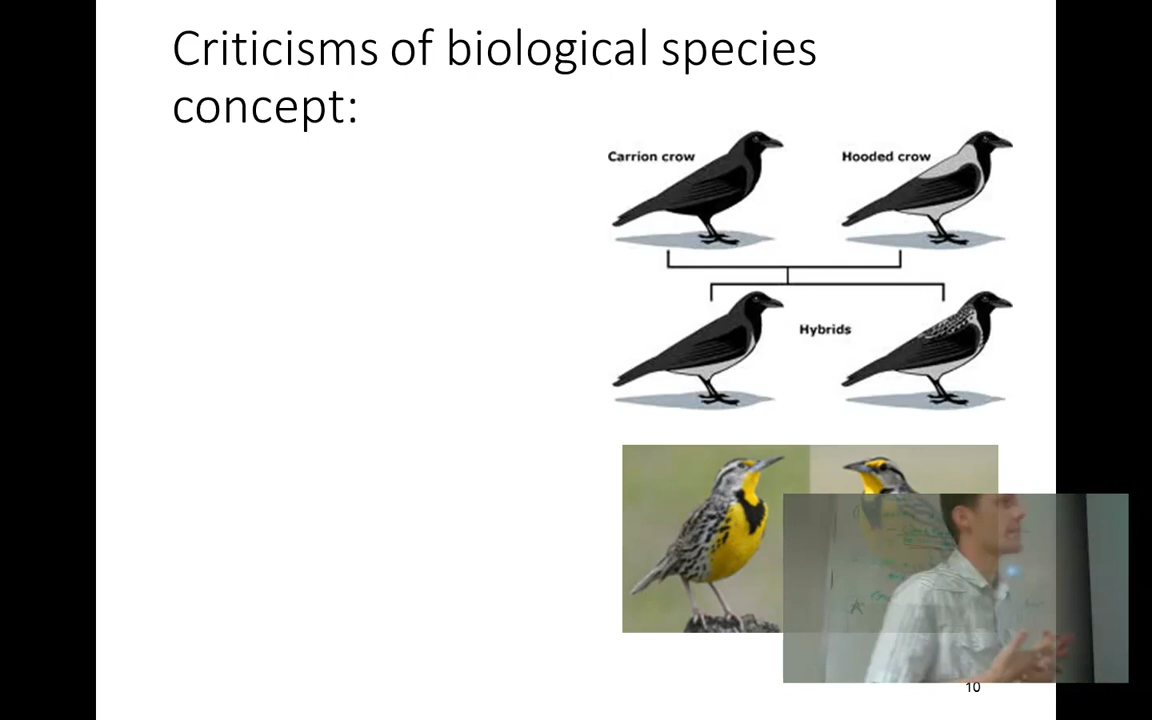 Criticisms of biological species
concept:
Carrion crow
Hooded crow
Hybrids
10